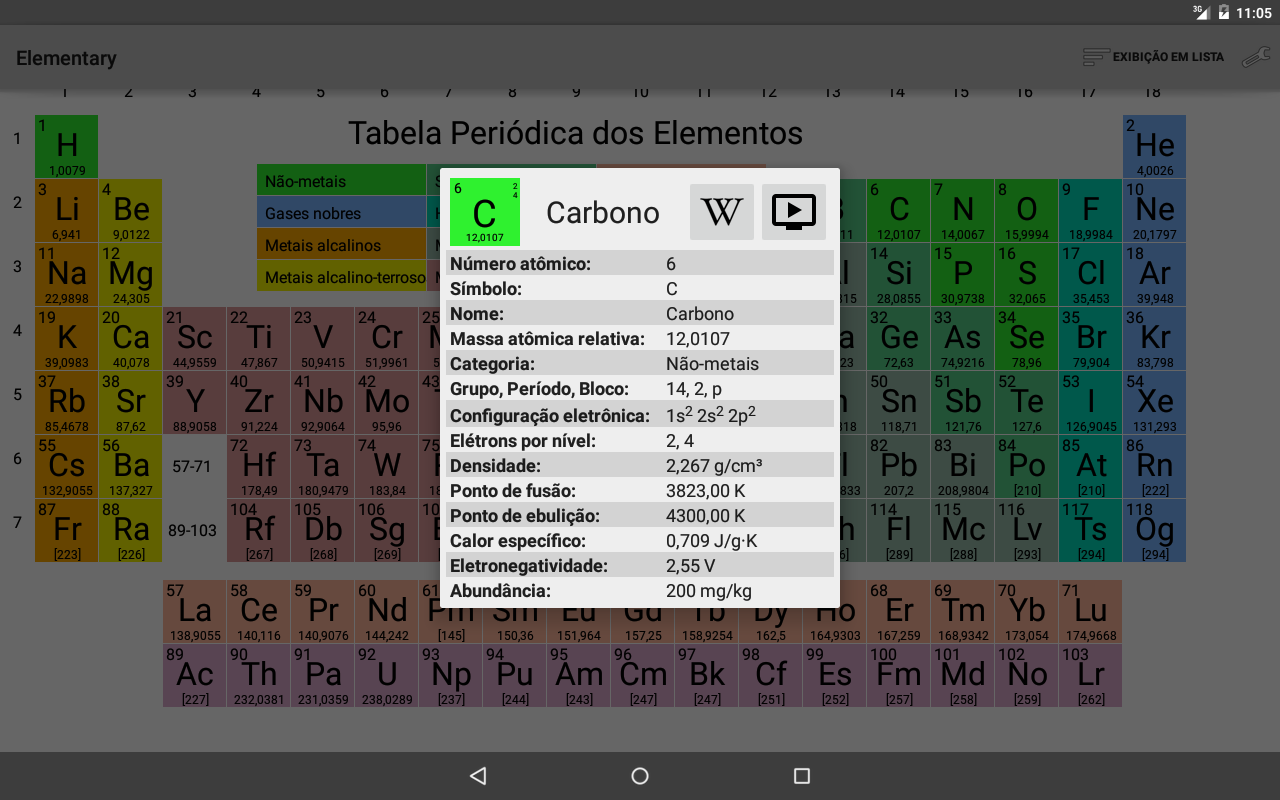 3G 11:05
Elementary EXIBIÇÃO EM LISTA
1 2 3 4 5 6 7 8 9 10 11 12 13 14 15 16 17 18
Tabela Periódica dos Elementos
1 1 H 1,0079 2 He 4,0026
Não-metais
Gases nobres
Metais alcalinos
Metais alcalino-terroso
2 3 Li 6,941 4 Be 9,0122 6 C 12,0107 7 N 14,0067 8 O 15,9994 9 F 18,9984 10 Ne 20,1797
3 11 Na 22,9898 12 Mg 24,305 14 Si 28,0855 15 P 30,9738 16 S 32,065 17 Cl 35,453 18 Ar 39,948
4 19 K 39,0983 20 Ca 40,078 21 Sc 44,9559 22 Ti 47,867 23 V 50,9415 24 Cr 51,9961 32 Ge 72,63 33 As 74,9216 34 Se 78,96 35 Br 79,904 36 Kr 83,798
5 37 Rb 85,4678 38 Sr 87,62 39 Y 88,9058 40 Zr 91,224 41 Nb 92,9064 42 Mo 95,96 50 Sn 118,71 51 Sb 121,76 52 Te 127,6 53 I 126,9045 54 Xe 131,293
6 55 Cs 132,9055 56 Ba 137,327 57-71 72 Hf 178,49 73 Ta 180,9479 74 W 183,84 82 Pb 207,2 83 Bi 208,9804 84 Po [210] 85 At [210] 86 Rn [222]
7 87 Fr [223] 88 Ra [226] 89-103 104 Rf [267] 105 Db [268] 106 Sg [269] 114 Fl [289] 115 Mc [288] 116 Lv [293] 117 Ts [294] 118 Og [294]
6 2 4 C 12,0107 Carbono W
Número atômico: 6
Símbolo: C
Nome: Carbono
Massa atômica relativa: 12,0107
Categoria: Não-metais
Grupo, Período, Bloco: 14, 2, p
Configuração eletrônica: 1s² 2s² 2p²
Elétrons por nível: 2, 4
Densidade: 2,267 g/cm³
Ponto de fusão: 3823,00 K
Ponto de ebulição: 4300,00 K
Calor específico: 0,709 J/g·K
Eletronegatividade: 2,55 V
Abundância: 200 mg/kg
57 La 138,9055 58 Ce 140,116 59 Pr 140,9076 60 Nd 144,242 61 Pm [145] Sm 150,36 Eu 151,964 Gd 157,25 Tb 158,9254 Dy 162,5 Ho 164,9303 68 Er 167,259 69 Tm 168,9342 70 Yb 173,054 71 Lu 174,9668
89 Ac [227] 90 Th 232,0381 91 Pa 231,0359 92 U 238,0289 93 Np [237] 94 Pu [244] 95 Am [243] 96 Cm [247] 97 Bk [247] 98 Cf [251] 99 Es [252] 100 Fm [257] 101 Md [258] 102 No [259] 103 Lr [262]